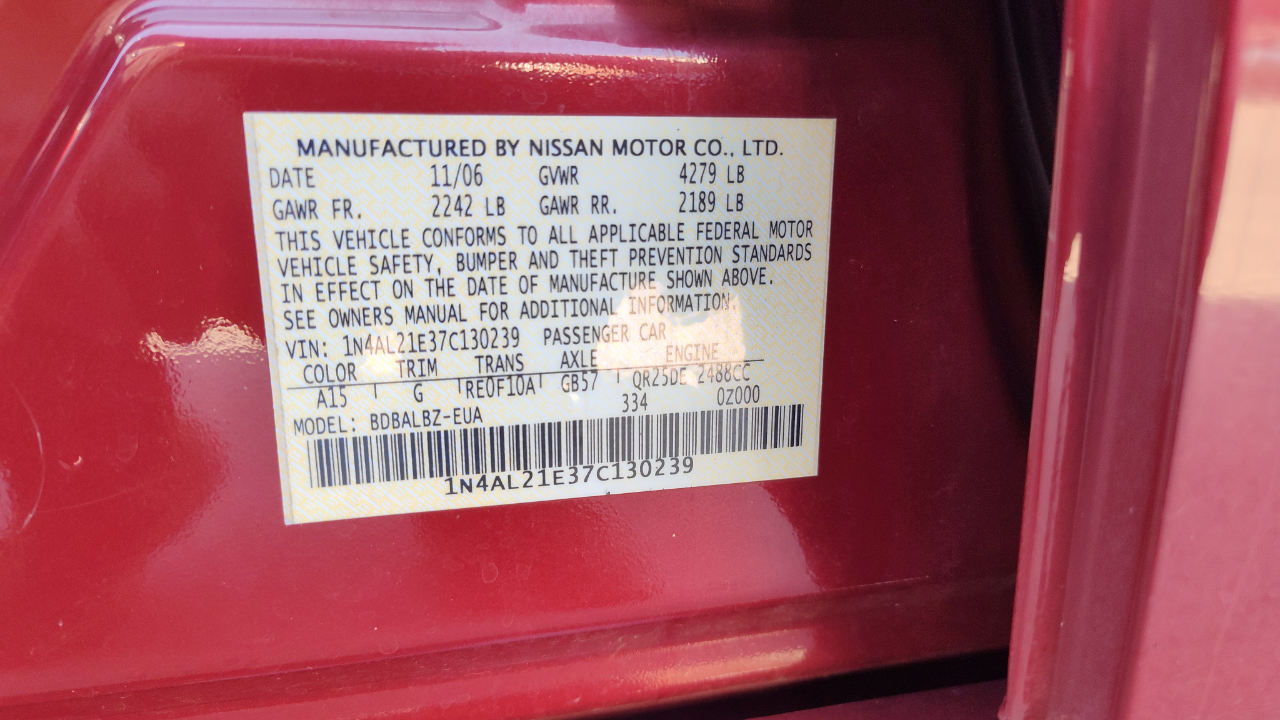 MANUFACTURED BY NISSAN MOTOR CO., LTD.
DATE 11/06 GVWR 4279 LB
GAWR FR. 2242 LB GAWR RR. 2189 LB
THIS VEHICLE CONFORMS TO ALL APPLICABLE FEDERAL MOTOR
VEHICLE SAFETY, BUMPER AND THEFT PREVENTION STANDARDS
IN EFFECT ON THE DATE OF MANUFACTURE SHOWN ABOVE.
SEE OWNERS MANUAL FOR ADDITIONAL INFORMATION.
VIN: 1N4AL21E37C130239 PASSENGER CAR
COLOR TRIM TRANS AXLE ENGINE
A15 G RE0F10A GB57 QR25DE 2488CC
334 0Z000
MODEL: BDBALBZ-EUA
1N4AL21E37C130239